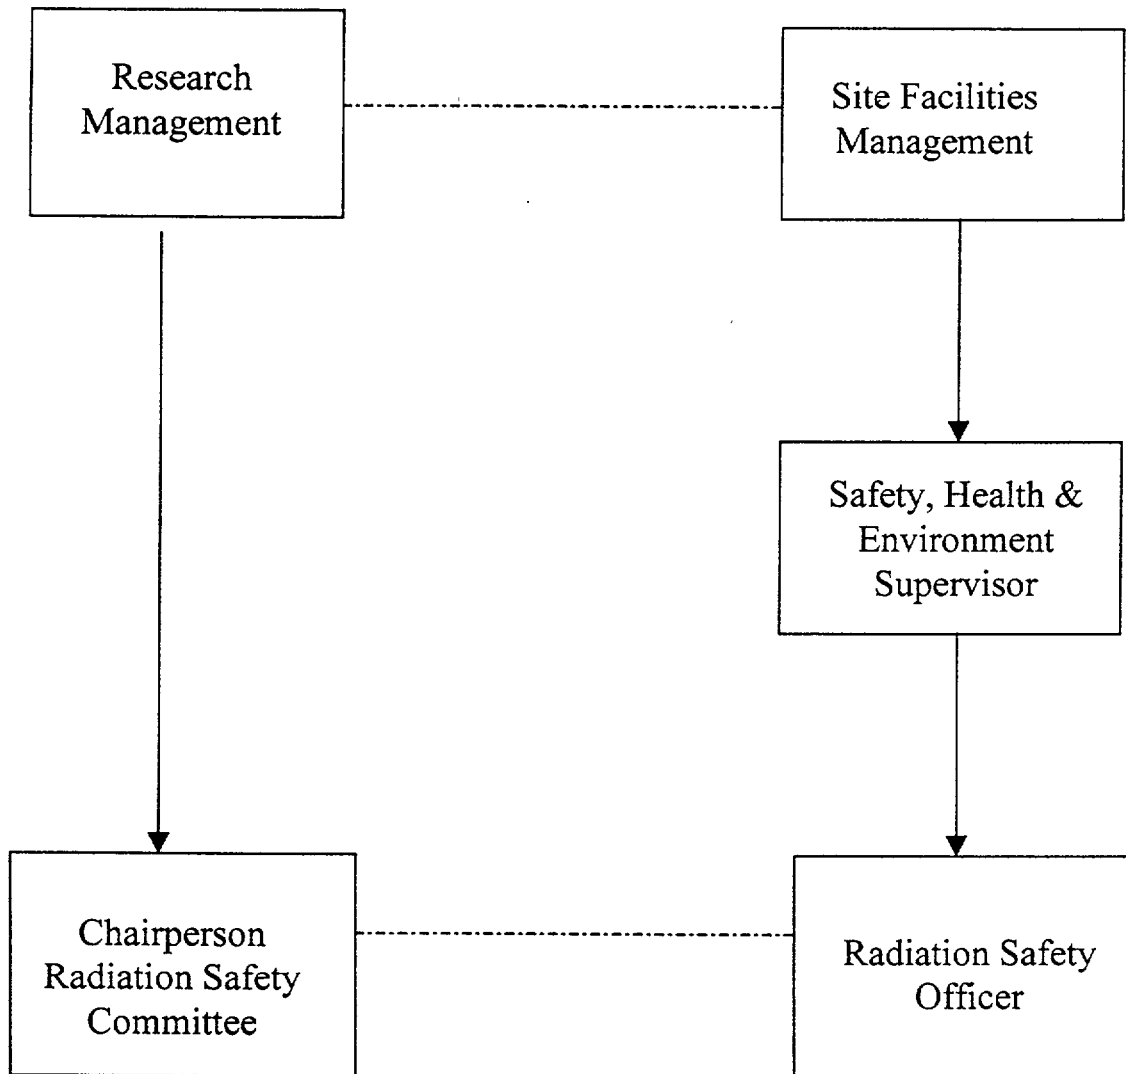 Research
Management
Site Facilities
Management
Safety, Health &
Environment
Supervisor
Chairperson
Radiation Safety
Committee
Radiation Safety
Officer